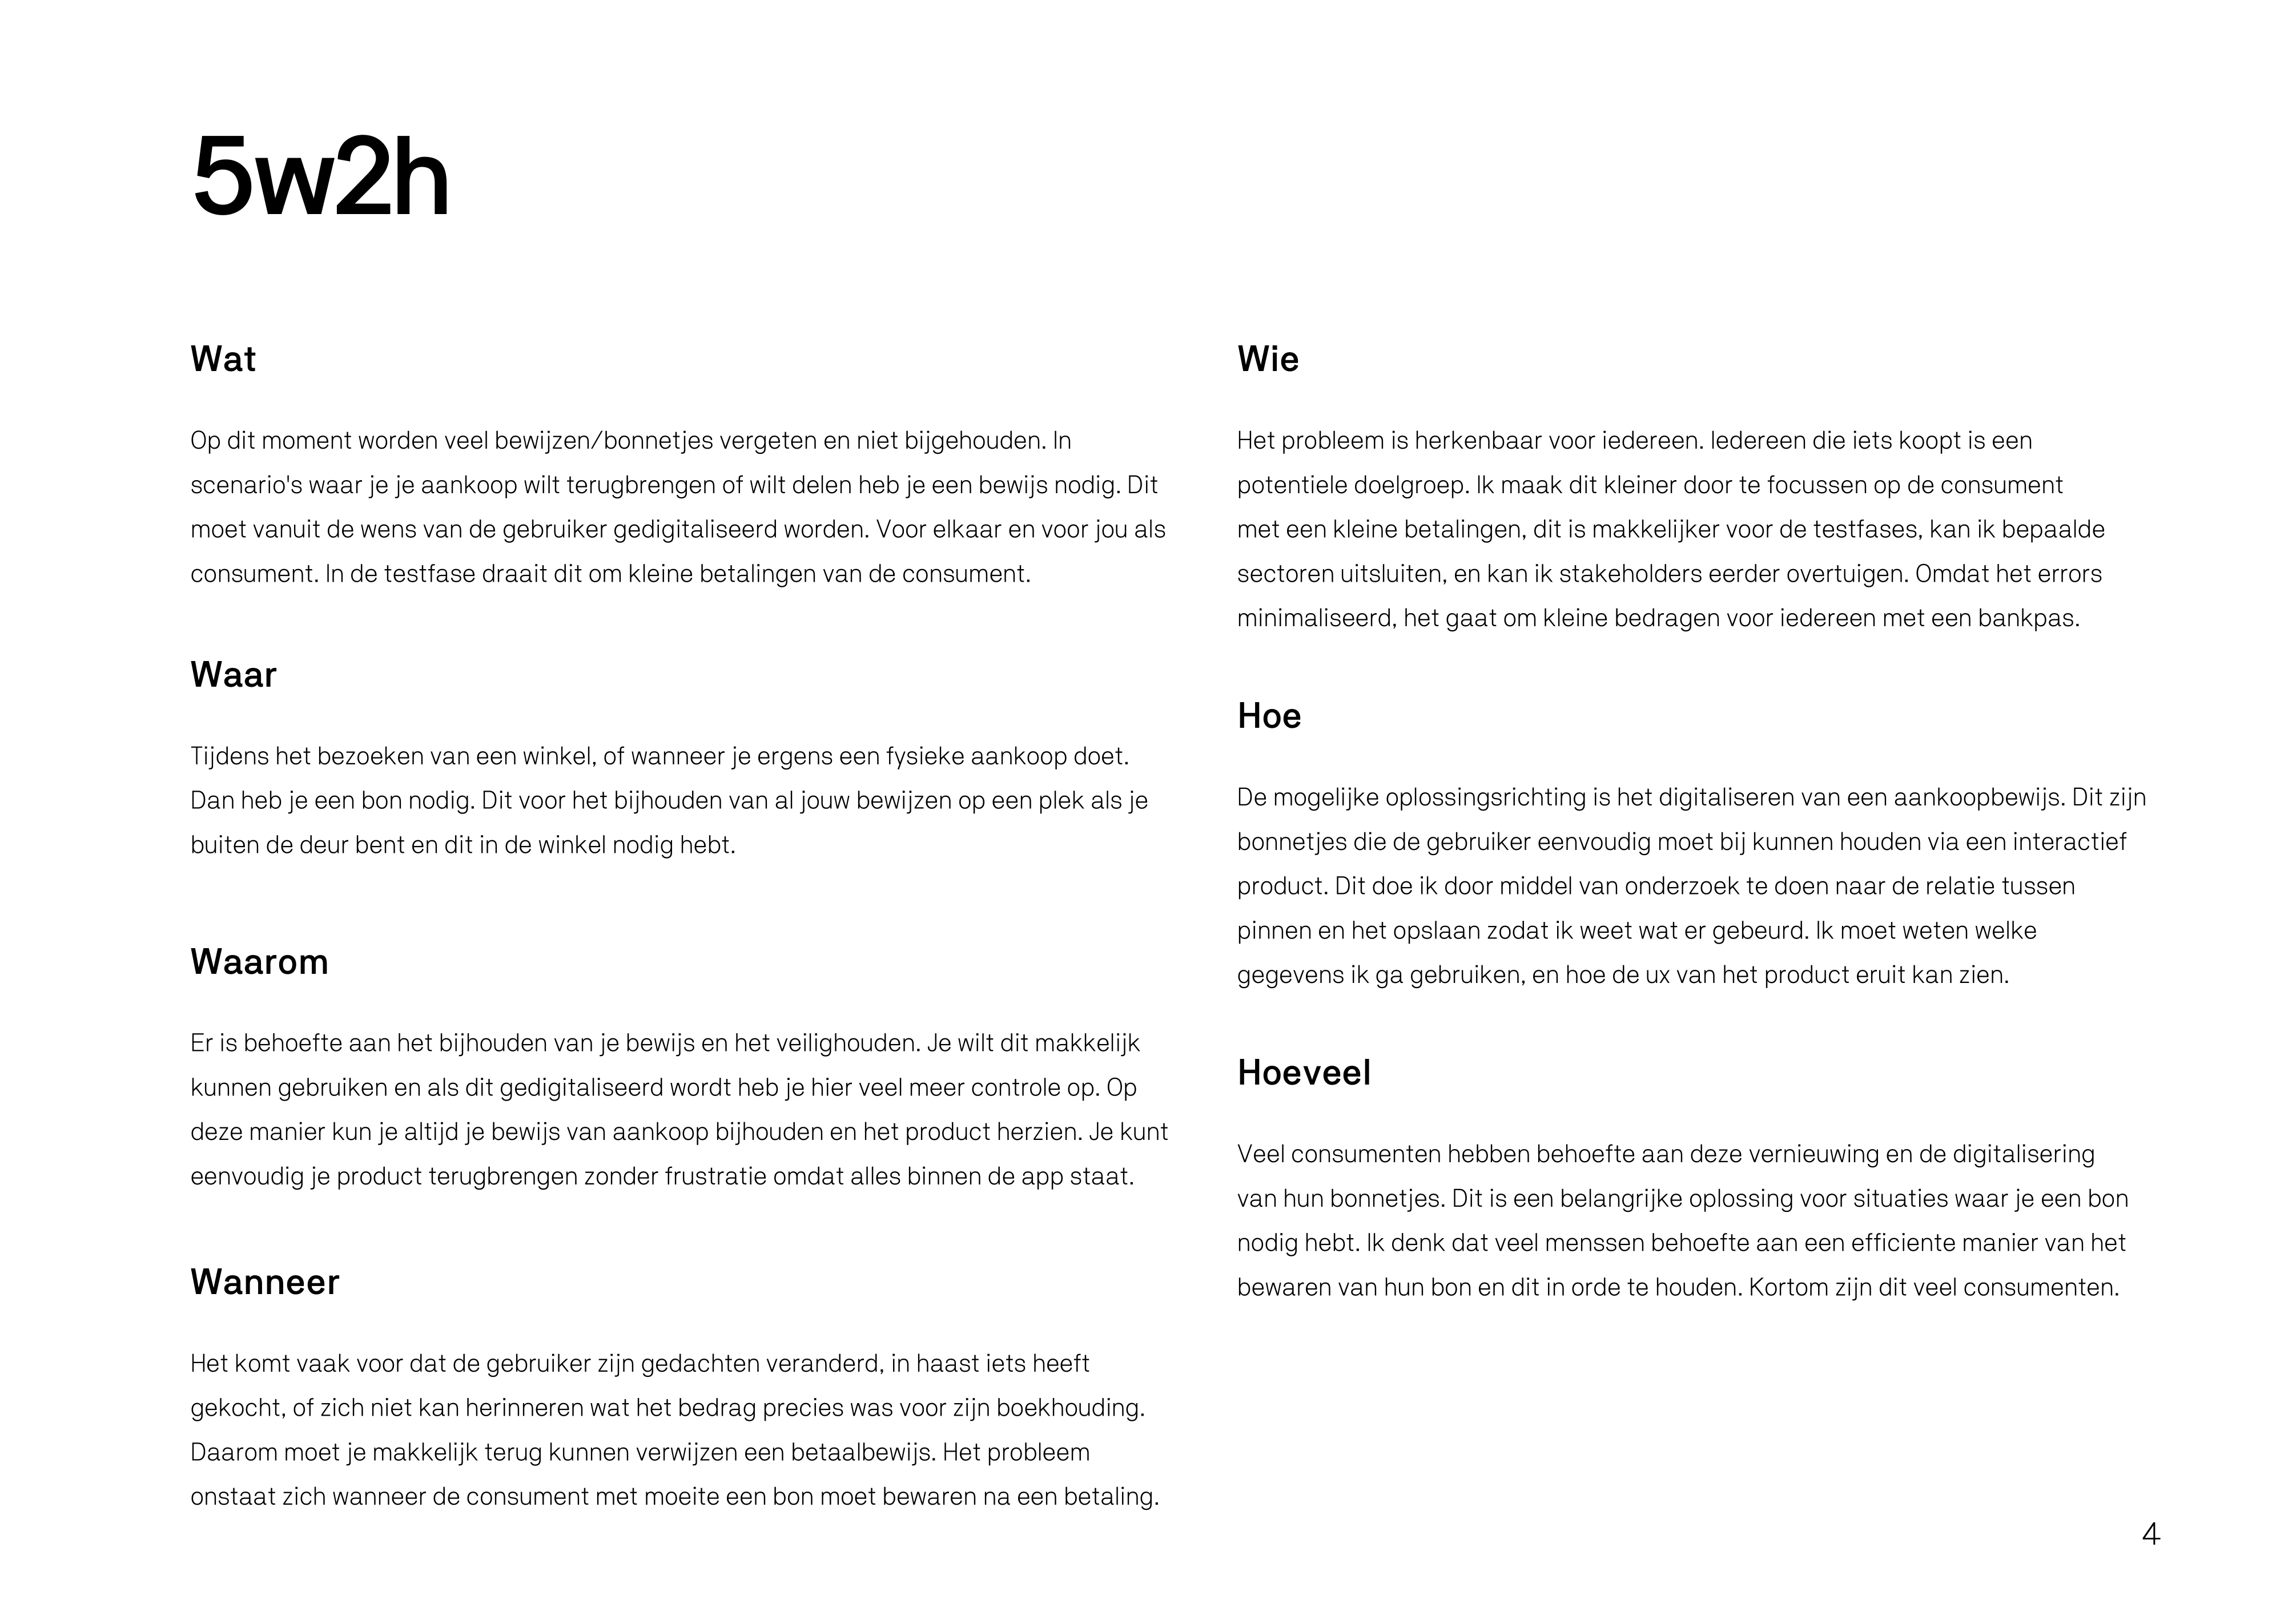 5w2h
Wat
Op dit moment worden veel bewijzen/bonnetjes vergeten en niet bijgehouden. In
scenario's waar je je aankoop wilt terugbrengen of wilt delen heb je een bewijs nodig. Dit
moet vanuit de wens van de gebruiker gedigitaliseerd worden. Voor elkaar en voor jou als
consument. In de testfase draait dit om kleine betalingen van de consument.
Waar
Tijdens het bezoeken van een winkel, of wanneer je ergens een fysieke aankoop doet.
Dan heb je een bon nodig. Dit voor het bijhouden van al jouw bewijzen op een plek als je
buiten de deur bent en dit in de winkel nodig hebt.
Waarom
Er is behoefte aan het bijhouden van je bewijs en het veilighouden. Je wilt dit makkelijk
kunnen gebruiken en als dit gedigitaliseerd wordt heb je hier veel meer controle op. Op
deze manier kun je altijd je bewijs van aankoop bijhouden en het product herzien. Je kunt
eenvoudig je product terugbrengen zonder frustratie omdat alles binnen de app staat.
Wanneer
Het komt vaak voor dat de gebruiker zijn gedachten veranderd, in haast iets heeft
gekocht, of zich niet kan herinneren wat het bedrag precies was voor zijn boekhouding.
Daarom moet je makkelijk terug kunnen verwijzen een betaalbewijs. Het probleem
onstaat zich wanneer de consument met moeite een bon moet bewaren na een betaling.
Wie
Het probleem is herkenbaar voor iedereen. Iedereen die iets koopt is een
potentiele doelgroep. Ik maak dit kleiner door te focussen op de consument
met een kleine betalingen, dit is makkelijker voor de testfases, kan ik bepaalde
sectoren uitsluiten, en kan ik stakeholders eerder overtuigen. Omdat het errors
minimaliseerd, het gaat om kleine bedragen voor iedereen met een bankpas.
Hoe
De mogelijke oplossingsrichting is het digitaliseren van een aankoopbewijs. Dit zijn
bonnetjes die de gebruiker eenvoudig moet bij kunnen houden via een interactief
product. Dit doe ik door middel van onderzoek te doen naar de relatie tussen
pinnen en het opslaan zodat ik weet wat er gebeurd. Ik moet weten welke
gegevens ik ga gebruiken, en hoe de ux van het product eruit kan zien.
Hoeveel
Veel consumenten hebben behoefte aan deze vernieuwing en de digitalisering
van hun bonnetjes. Dit is een belangrijke oplossing voor situaties waar je een bon
nodig hebt. Ik denk dat veel menssen behoefte aan een efficiente manier van het
bewaren van hun bon en dit in orde te houden. Kortom zijn dit veel consumenten.
4